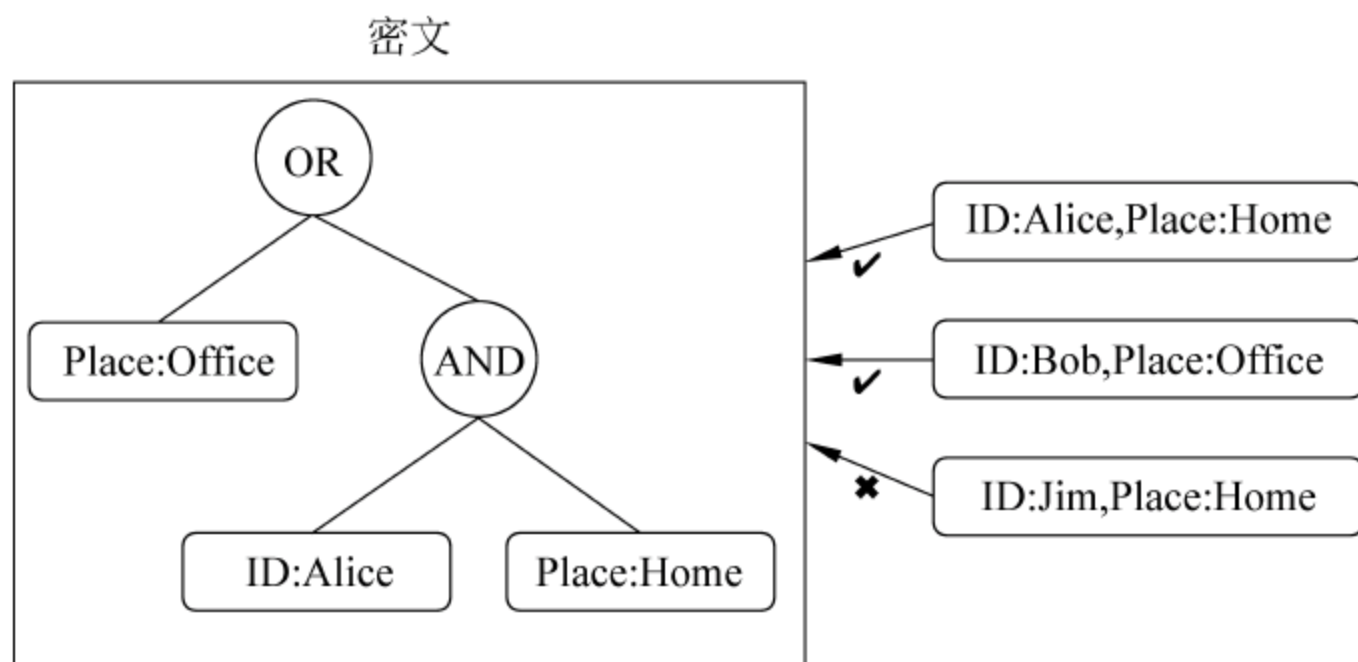 密文
OR
ID:Alice,Place:Home
Place:Office
AND
ID:Bob,Place:Office
ID:Jim,Place:Home
ID:Alice
Place:Home